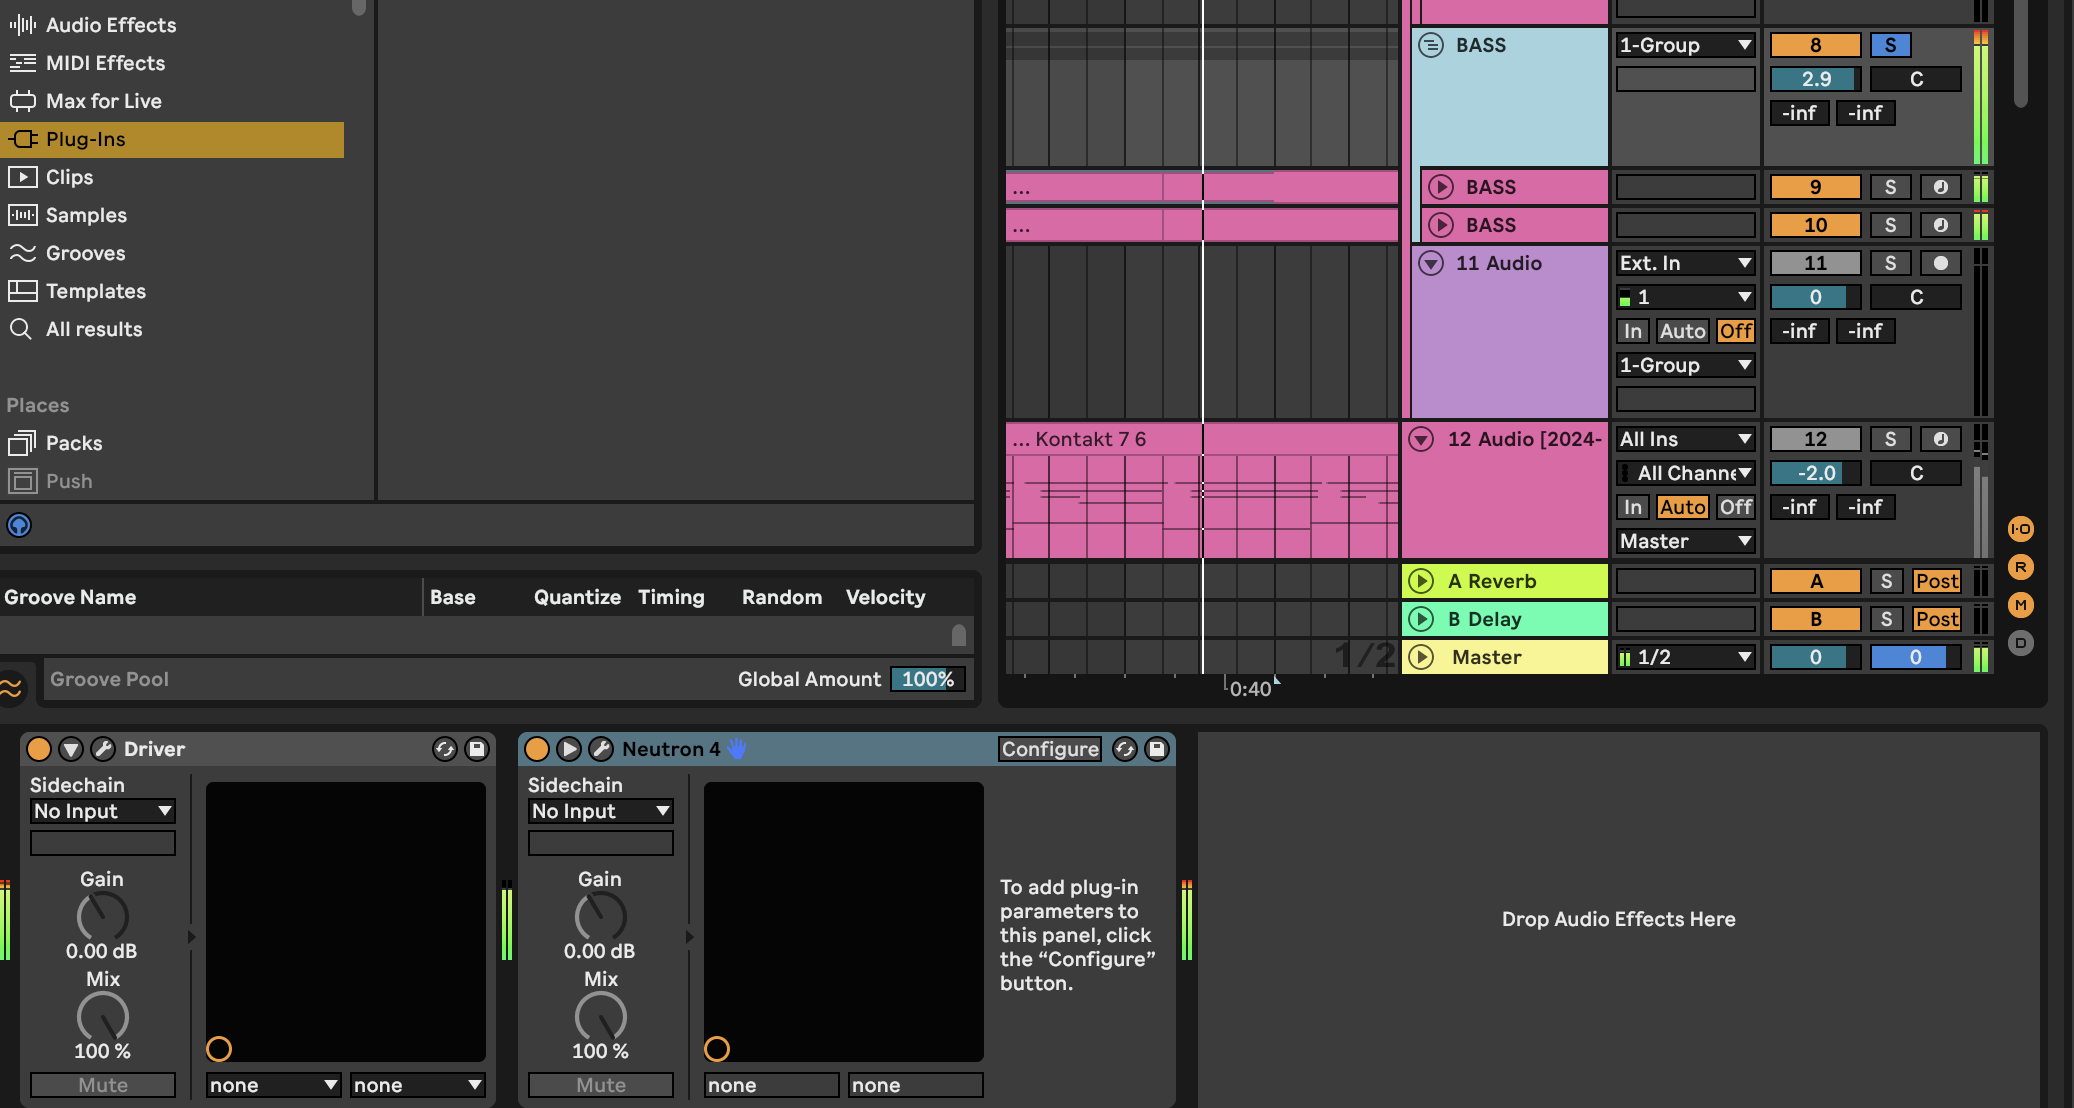 Audio Effects
MIDI Effects
Max for Live
Plug-Ins
Clips
Samples
Grooves
Templates
All results
Places
Packs
Push
Groove Name Base Quantize Timing Random Velocity
Groove Pool Global Amount 100%
BASS 1-Group 8 S
2.9 C
-inf -inf
... BASS 9 S
... BASS 10 S
11 Audio Ext. In 11 S
1 0 C
In Auto Off -inf -inf
1-Group
... Kontakt 7 6 12 Audio [2024- All Ins 12 S
All Channe -2.0 C
In Auto Off -inf -inf
Master
I·O
A Reverb A S Post
R
B Delay B S Post
M
1/2 Master 1/2 0 0
D
0:40
Driver
Sidechain
No Input
Gain
0.00 dB
Mix
100 %
Mute none none
Neutron 4 Configure
Sidechain
No Input
Gain
0.00 dB
Mix
100 %
Mute none none
To add plug-in
parameters to
this panel, click
the “Configure”
button.
Drop Audio Effects Here